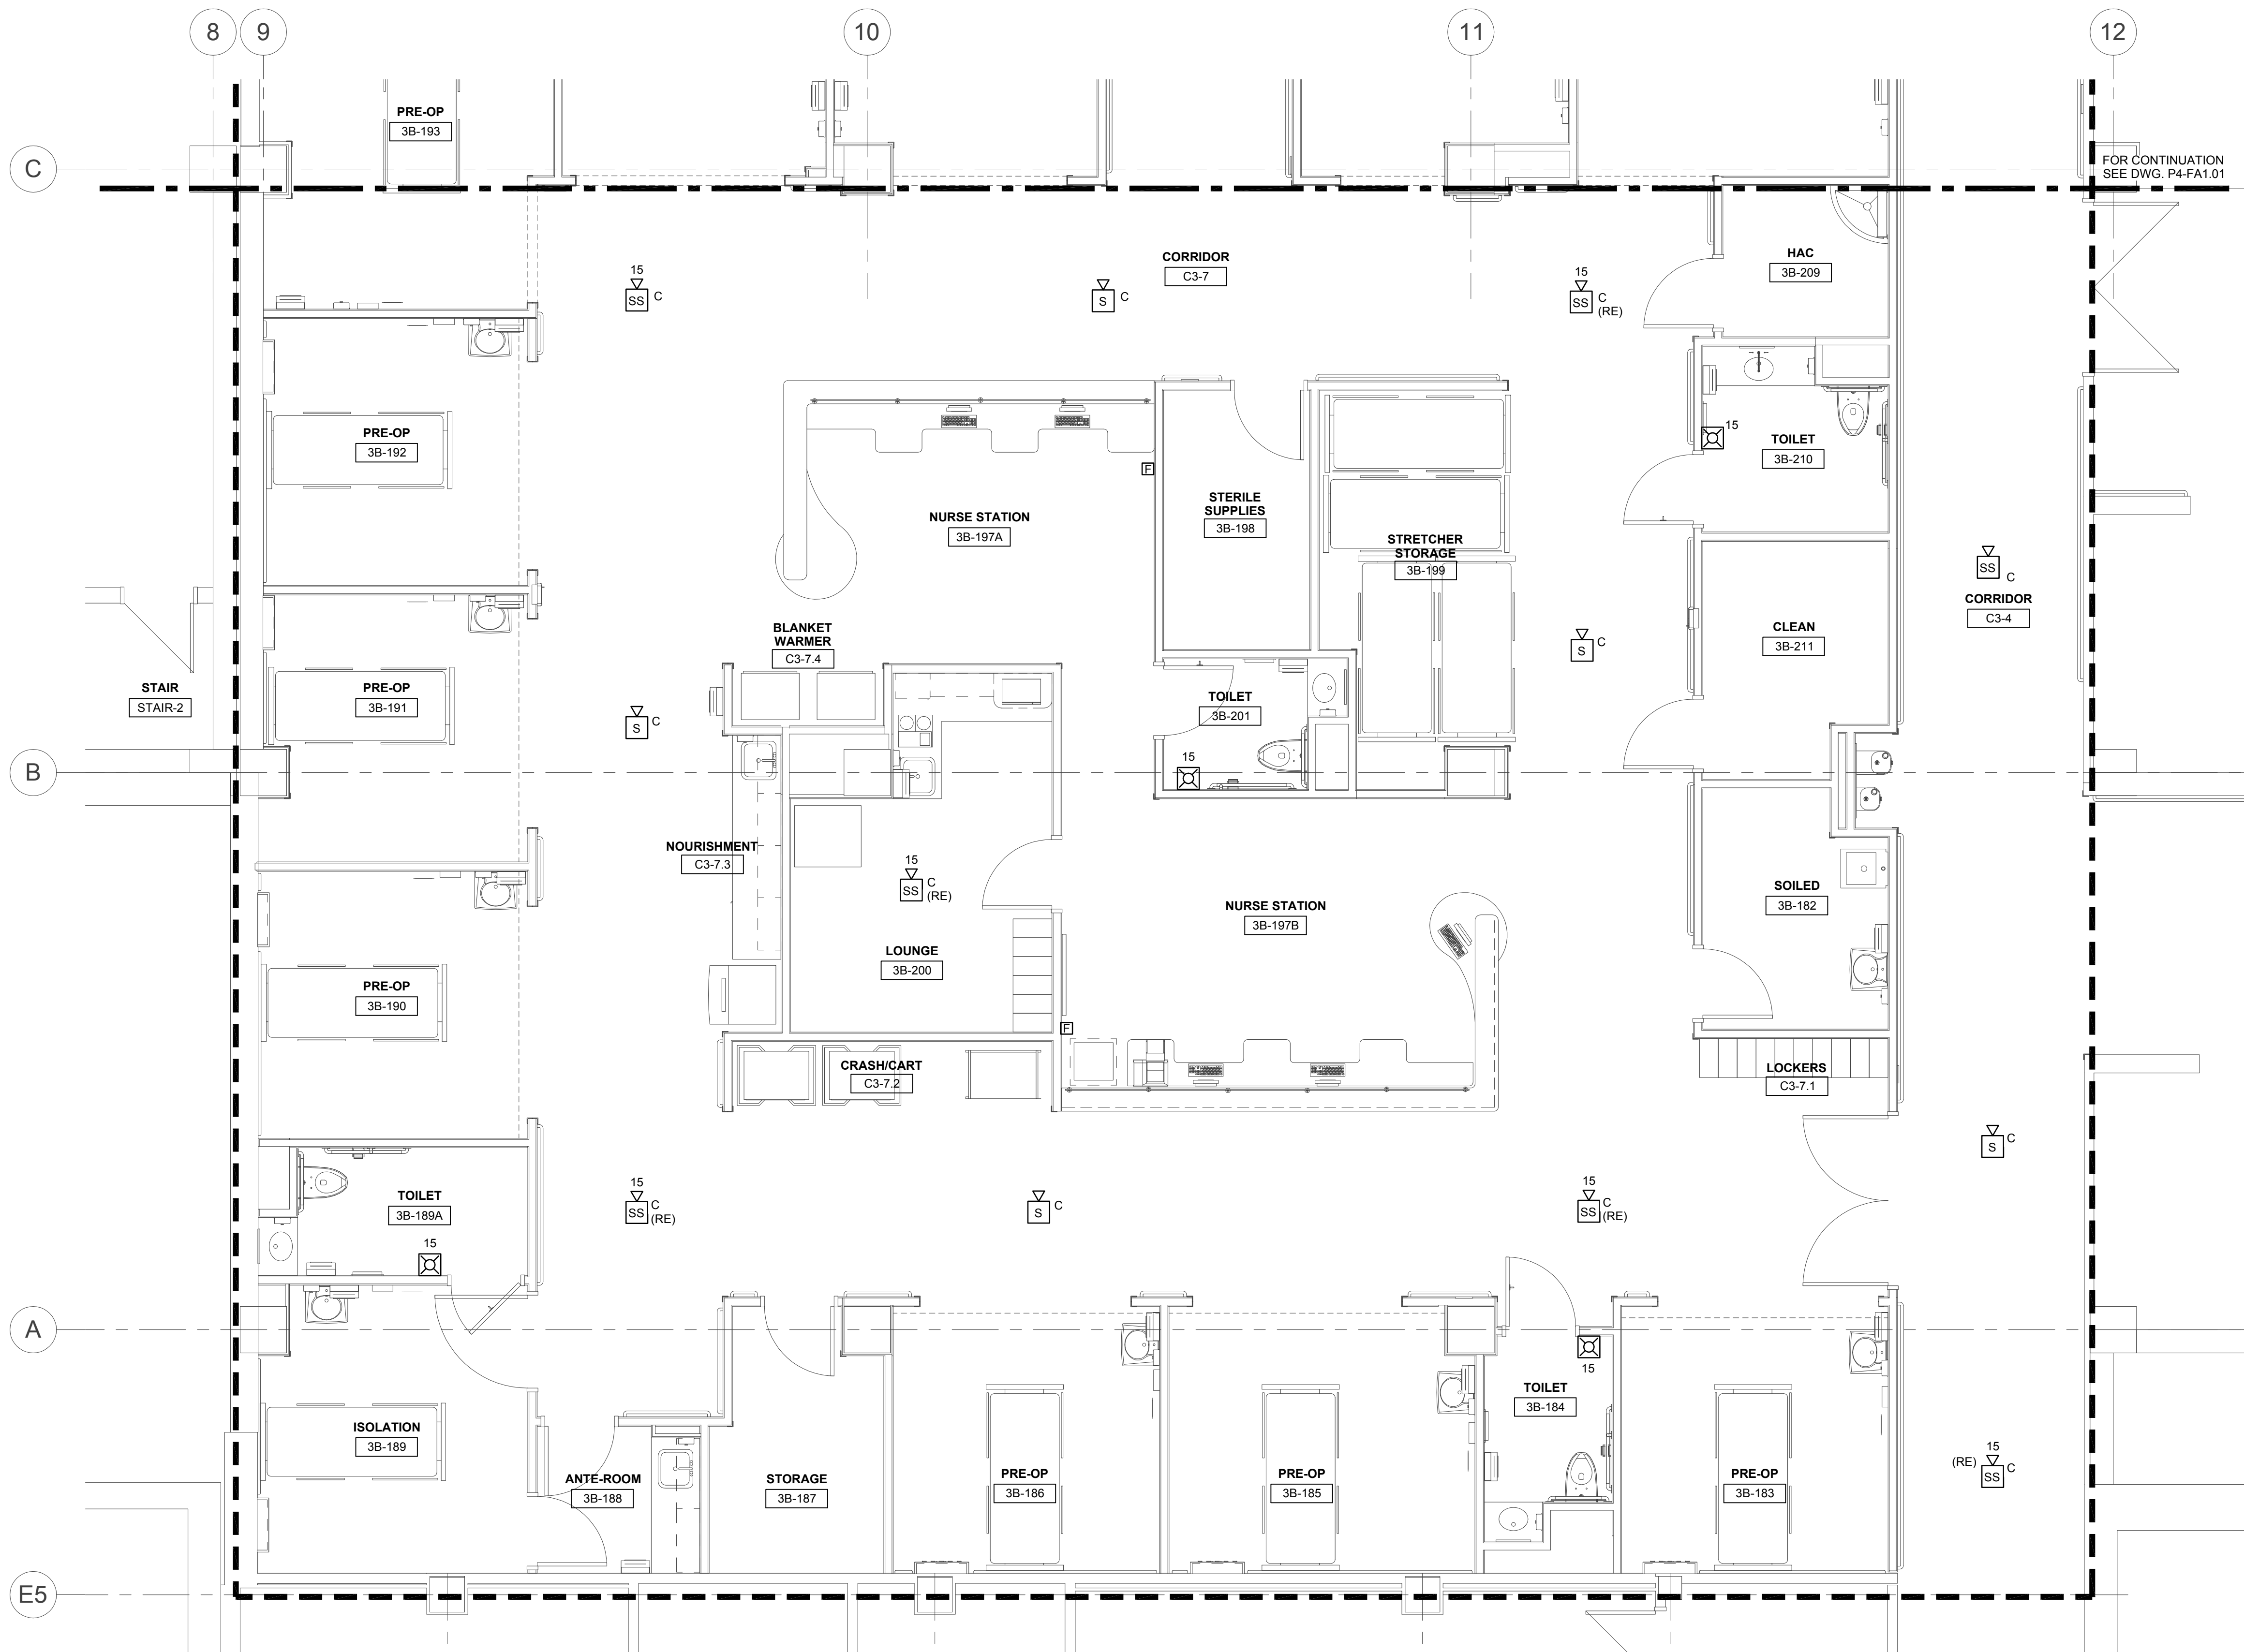 8
9
10
11
12
C
PRE-OP
3B-193
FOR CONTINUATION
SEE DWG. P4-FA1.01
CORRIDOR
C3-7
HAC
3B-209
15
SS
C
S
C
15
SS
C
(RE)
PRE-OP
3B-192
15
TOILET
3B-210
F
NURSE STATION
3B-197A
STERILE
SUPPLIES
3B-198
STRETCHER
STORAGE
3B-199
SS
C
CORRIDOR
C3-4
BLANKET
WARMER
C3-7.4
S
C
CLEAN
3B-211
STAIR
STAIR-2
PRE-OP
3B-191
S
C
TOILET
3B-201
15
B
NOURISHMENT
C3-7.3
15
SS
C
(RE)
LOUNGE
3B-200
NURSE STATION
3B-197B
SOILED
3B-182
PRE-OP
3B-190
F
CRASH/CART
C3-7.2
LOCKERS
C3-7.1
S
C
TOILET
3B-189A
15
15
SS
C
(RE)
S
C
15
SS
C
(RE)
A
15
TOILET
3B-184
ISOLATION
3B-189
ANTE-ROOM
3B-188
STORAGE
3B-187
PRE-OP
3B-186
PRE-OP
3B-185
PRE-OP
3B-183
15
(RE)
SS
C
E5